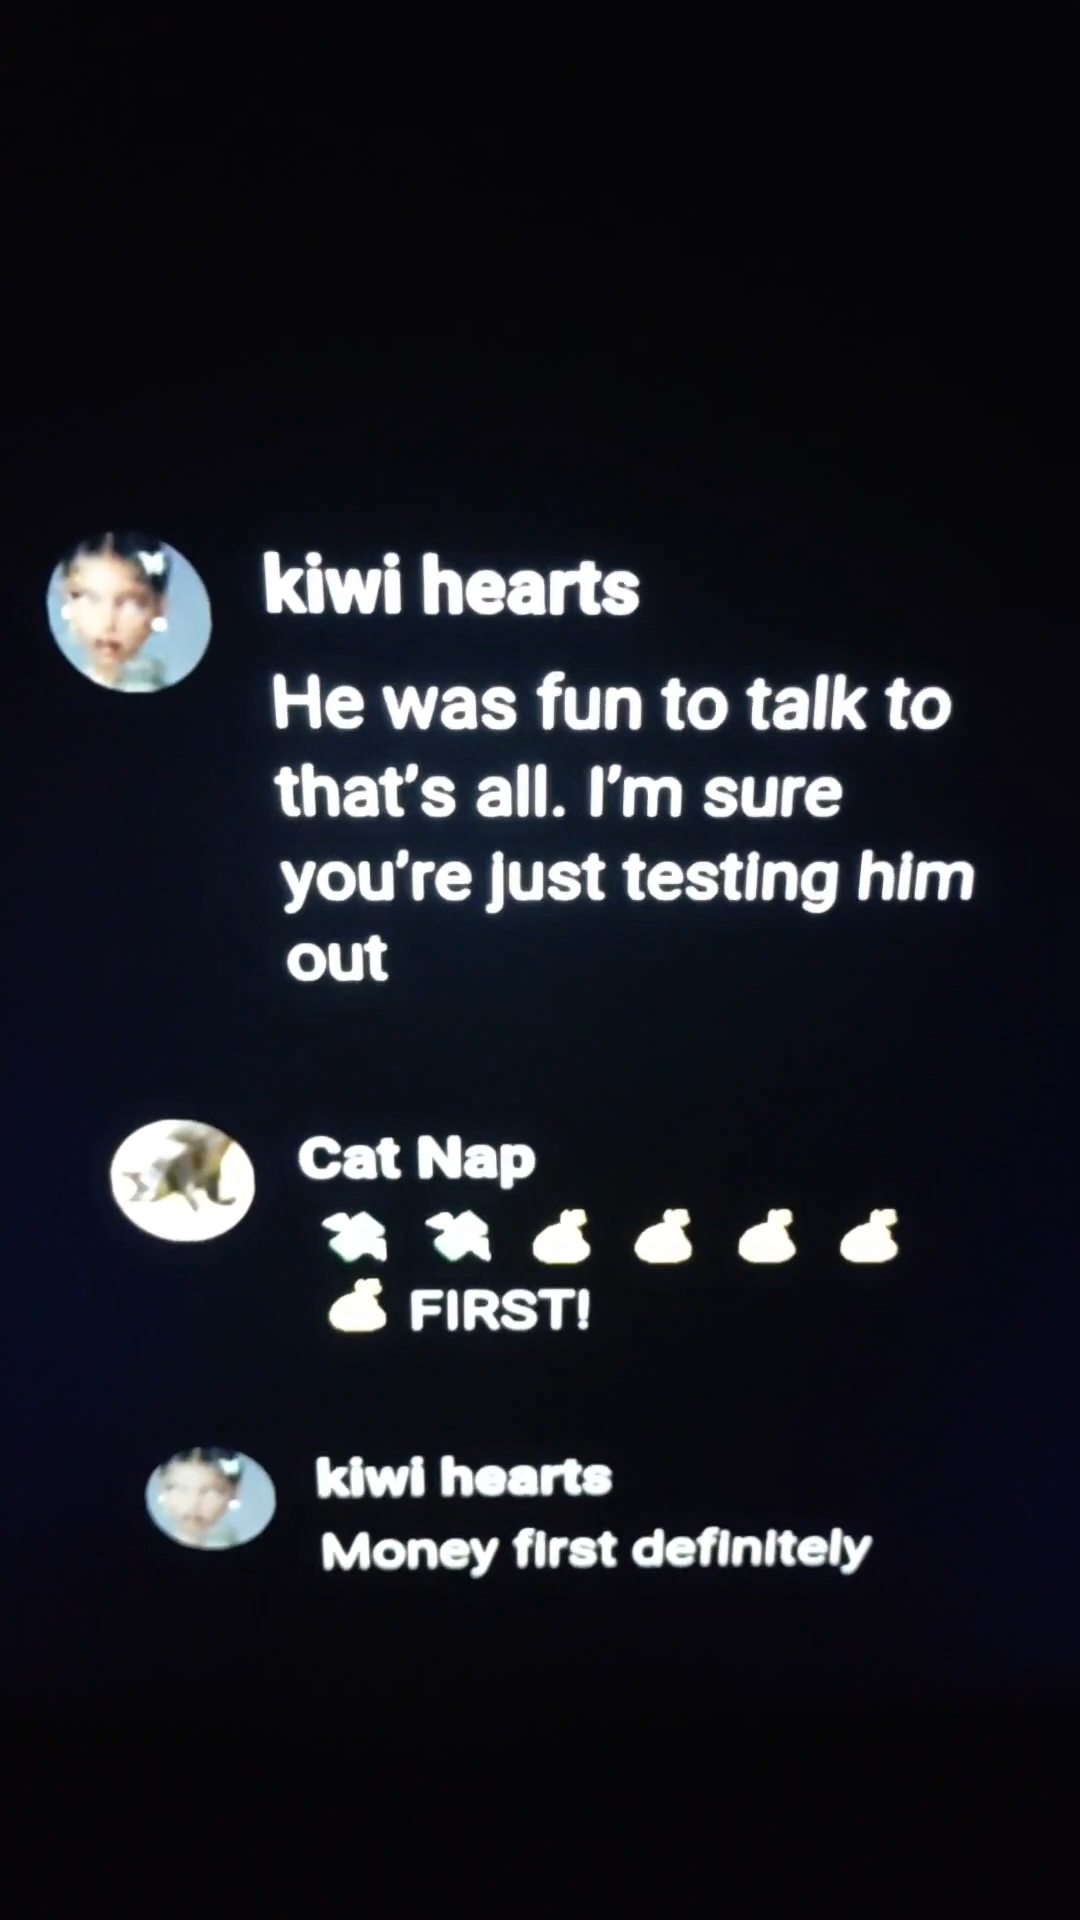 kiwi hearts
He was fun to talk to
that's all. I'm sure
you're just testing him
out
Cat Nap
💸 💸 💰 💰 💰 💰
💰 FIRST!
kiwi hearts
Money first definitely